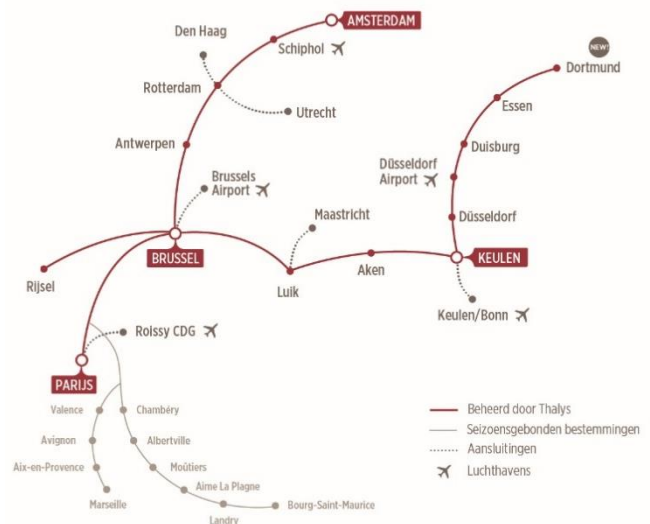 AMSTERDAM
Den Haag
Schiphol
NEW!
Dortmund
Rotterdam
Essen
Utrecht
Antwerpen
Duisburg
Brussels
Airport
Düsseldorf
Airport
Maastricht
Düsseldorf
BRUSSEL
KEULEN
Aken
Rijsel
Luik
Keulen/Bonn
Roissy CDG
PARIJS
Valence
Chambéry
Beheerd door Thalys
Seizoensgebonden bestemmingen
Avignon
Albertville
Aansluitingen
Aix-en-Provence
Moûtiers
Luchthavens
Aime La Plagne
Marseille
Bourg-Saint-Maurice
Landry